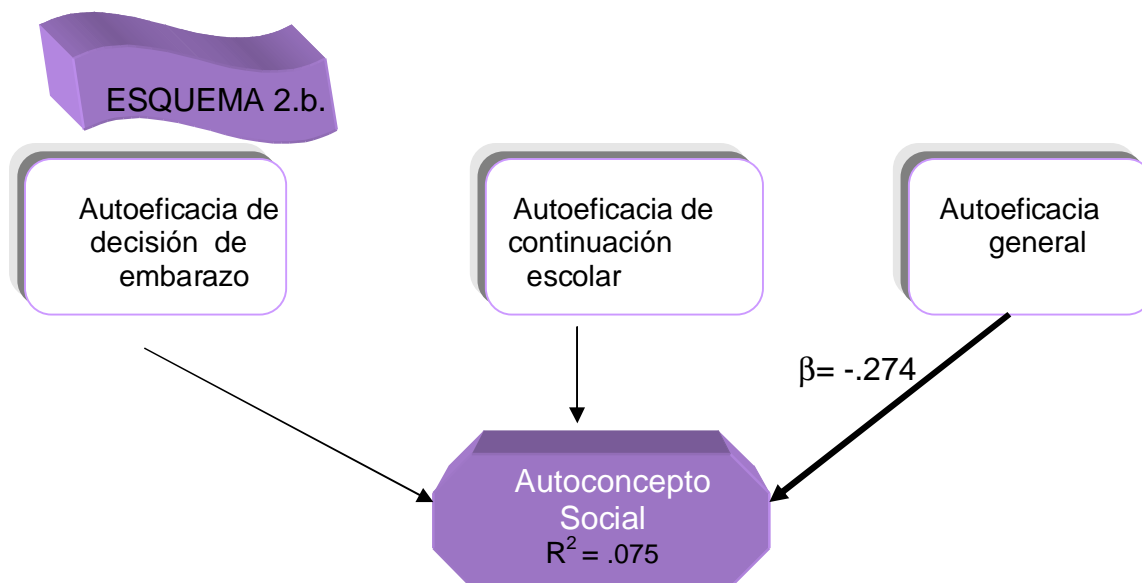 ESQUEMA 2.b.
Autoeficacia de
decisión de
embarazo
Autoeficacia de
continuación
escolar
Autoeficacia
general
β= -.274
Autoconcepto
Social
R² = .075